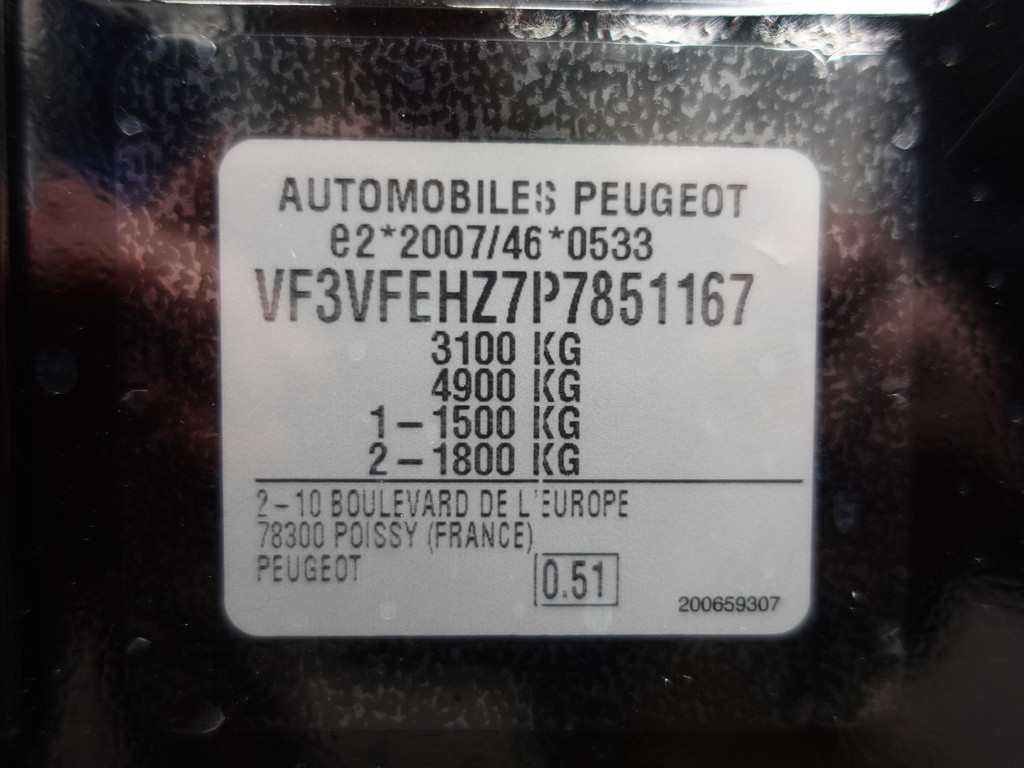 AUTOMOBILES PEUGEOT
e2*2007/46*0533
VF3VFEHZ7P7851167
3100 KG
4900 KG
1-1500 KG
2-1800 KG
2-10 BOULEVARD DE L'EUROPE
78300 POISSY (FRANCE)
PEUGEOT
0.51
200659307